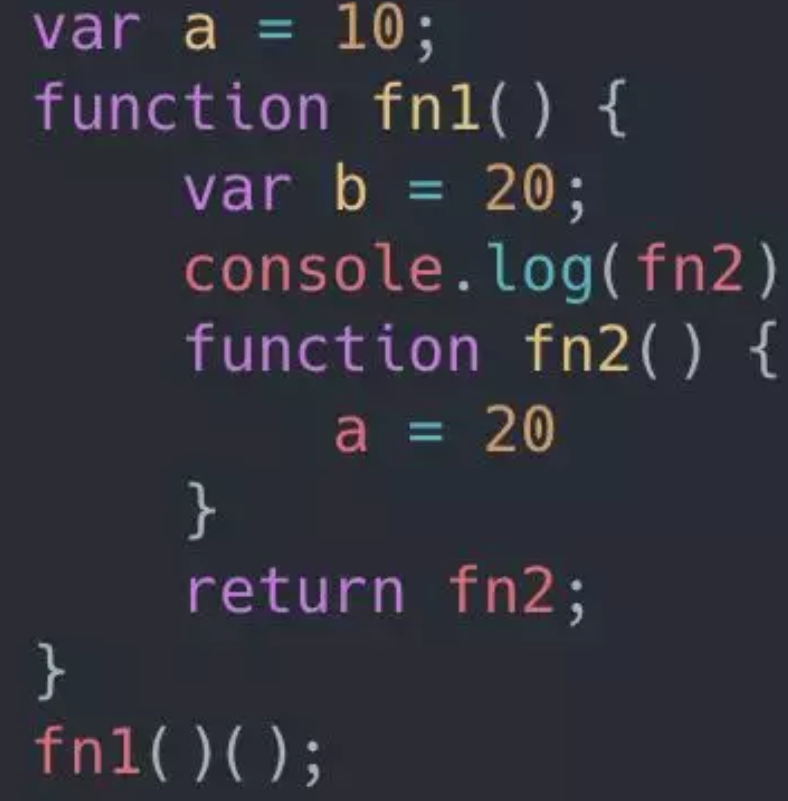 var a = 10;
function fn1() {
    var b = 20;
    console.log(fn2)
    function fn2() {
        a = 20
    }
    return fn2;
}
fn1()();